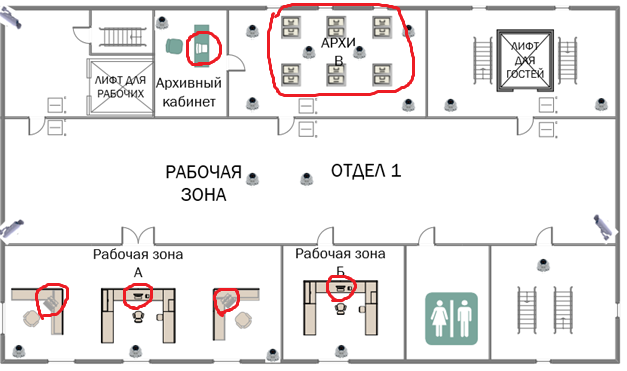 ЛИФТ ДЛЯ
РАБОЧИХ
Архивный
кабинет
АРХИ
В
ЛИФТ
ДЛЯ
ГОСТЕЙ
РАБОЧАЯ
ЗОНА
ОТДЕЛ 1
Рабочая зона
А
Рабочая зона
Б